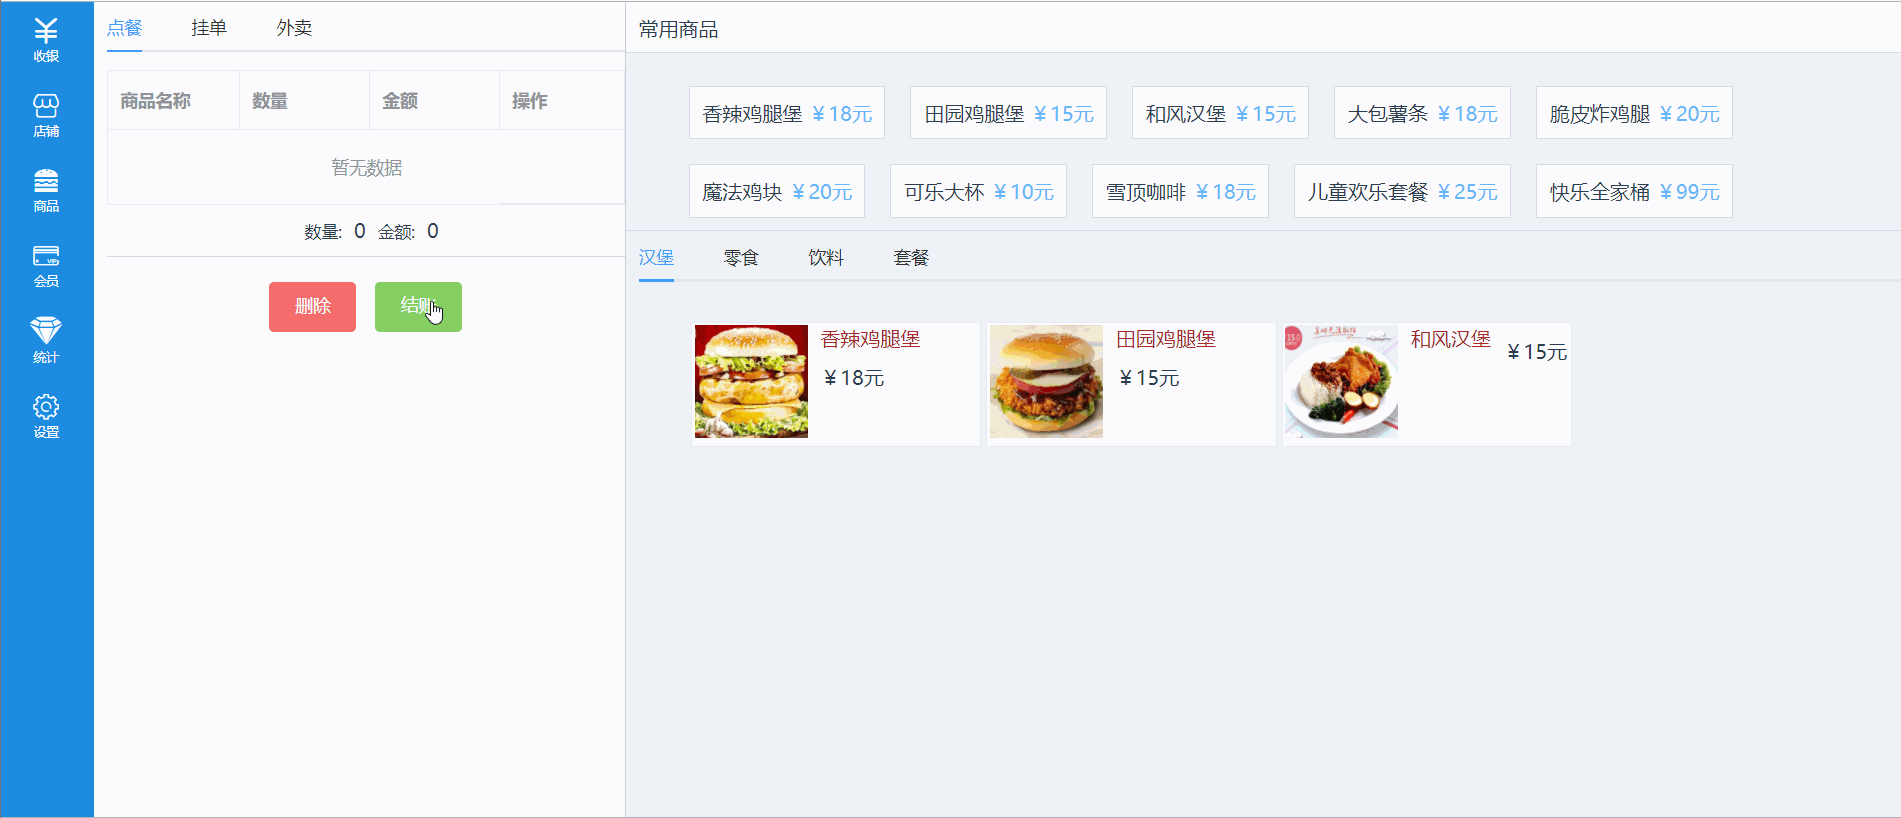 收银
店铺
商品
会员
VIP
统计
设置
点餐 挂单 外卖
商品名称 数量 金额 操作
暂无数据
数量: 0 金额: 0
删除 结账
常用商品
香辣鸡腿堡 ¥18元 田园鸡腿堡 ¥15元 和风汉堡 ¥15元 大包薯条 ¥18元 脆皮炸鸡腿 ¥20元
魔法鸡块 ¥20元 可乐大杯 ¥10元 雪顶咖啡 ¥18元 儿童欢乐套餐 ¥25元 快乐全家桶 ¥99元
汉堡 零食 饮料 套餐
香辣鸡腿堡
¥18元
田园鸡腿堡
¥15元
15.0
和风汉堡 ¥15元